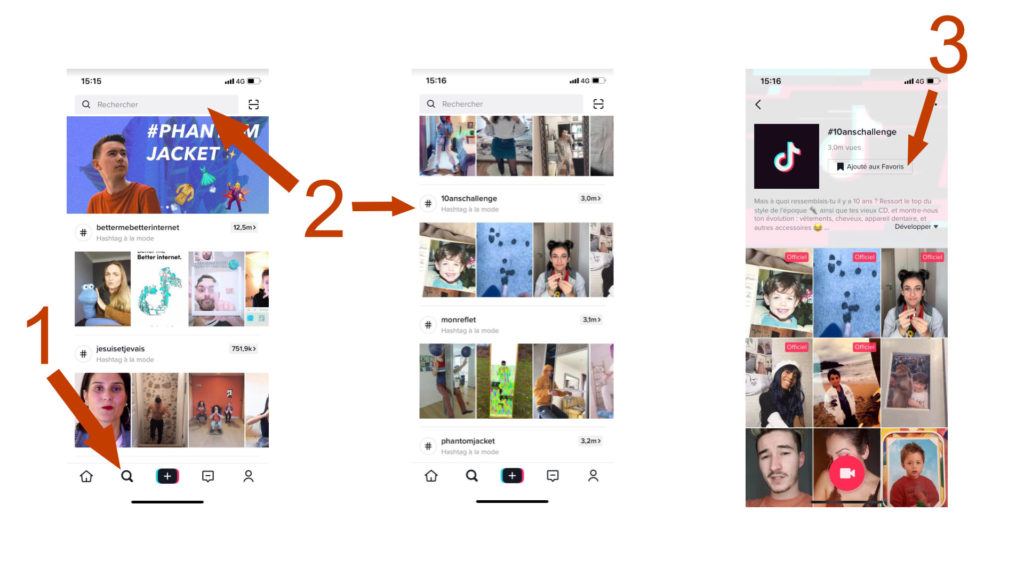 1
2
3
15:15
4G
Rechercher
#PHANTOM
JACKET
bettermebetterinternet
12,5m >
Hashtag à la mode
Better internet.
jesuisetjevais
751,9k >
Hashtag à la mode
15:16
4G
Rechercher
10anschallenge
3,0m >
Hashtag à la mode
monreflet
3,1m >
Hashtag à la mode
phantomjacket
3,2m >
Hashtag à la mode
15:16
4G
#10anschallenge
3,0m vues
Ajouté aux Favoris
Mais à quoi ressemblais-tu il y a 10 ans ? Ressort le top du
style de l'époque 🗞️ ainsi que tes vieux CD, et montre-nous
ton évolution : vêtements, cheveux, appareil dentaire, et
autres accessoires 😂 ...
Développer ▼
Officiel
Officiel
Officiel
Officiel
Officiel